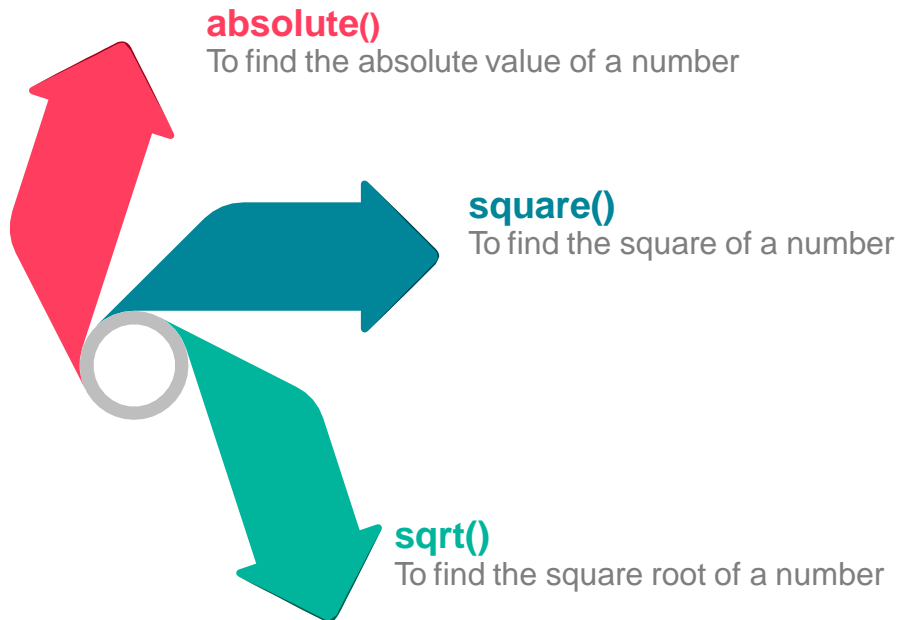 absolute()
To find the absolute value of a number
square()
To find the square of a number
sqrt()
To find the square root of a number